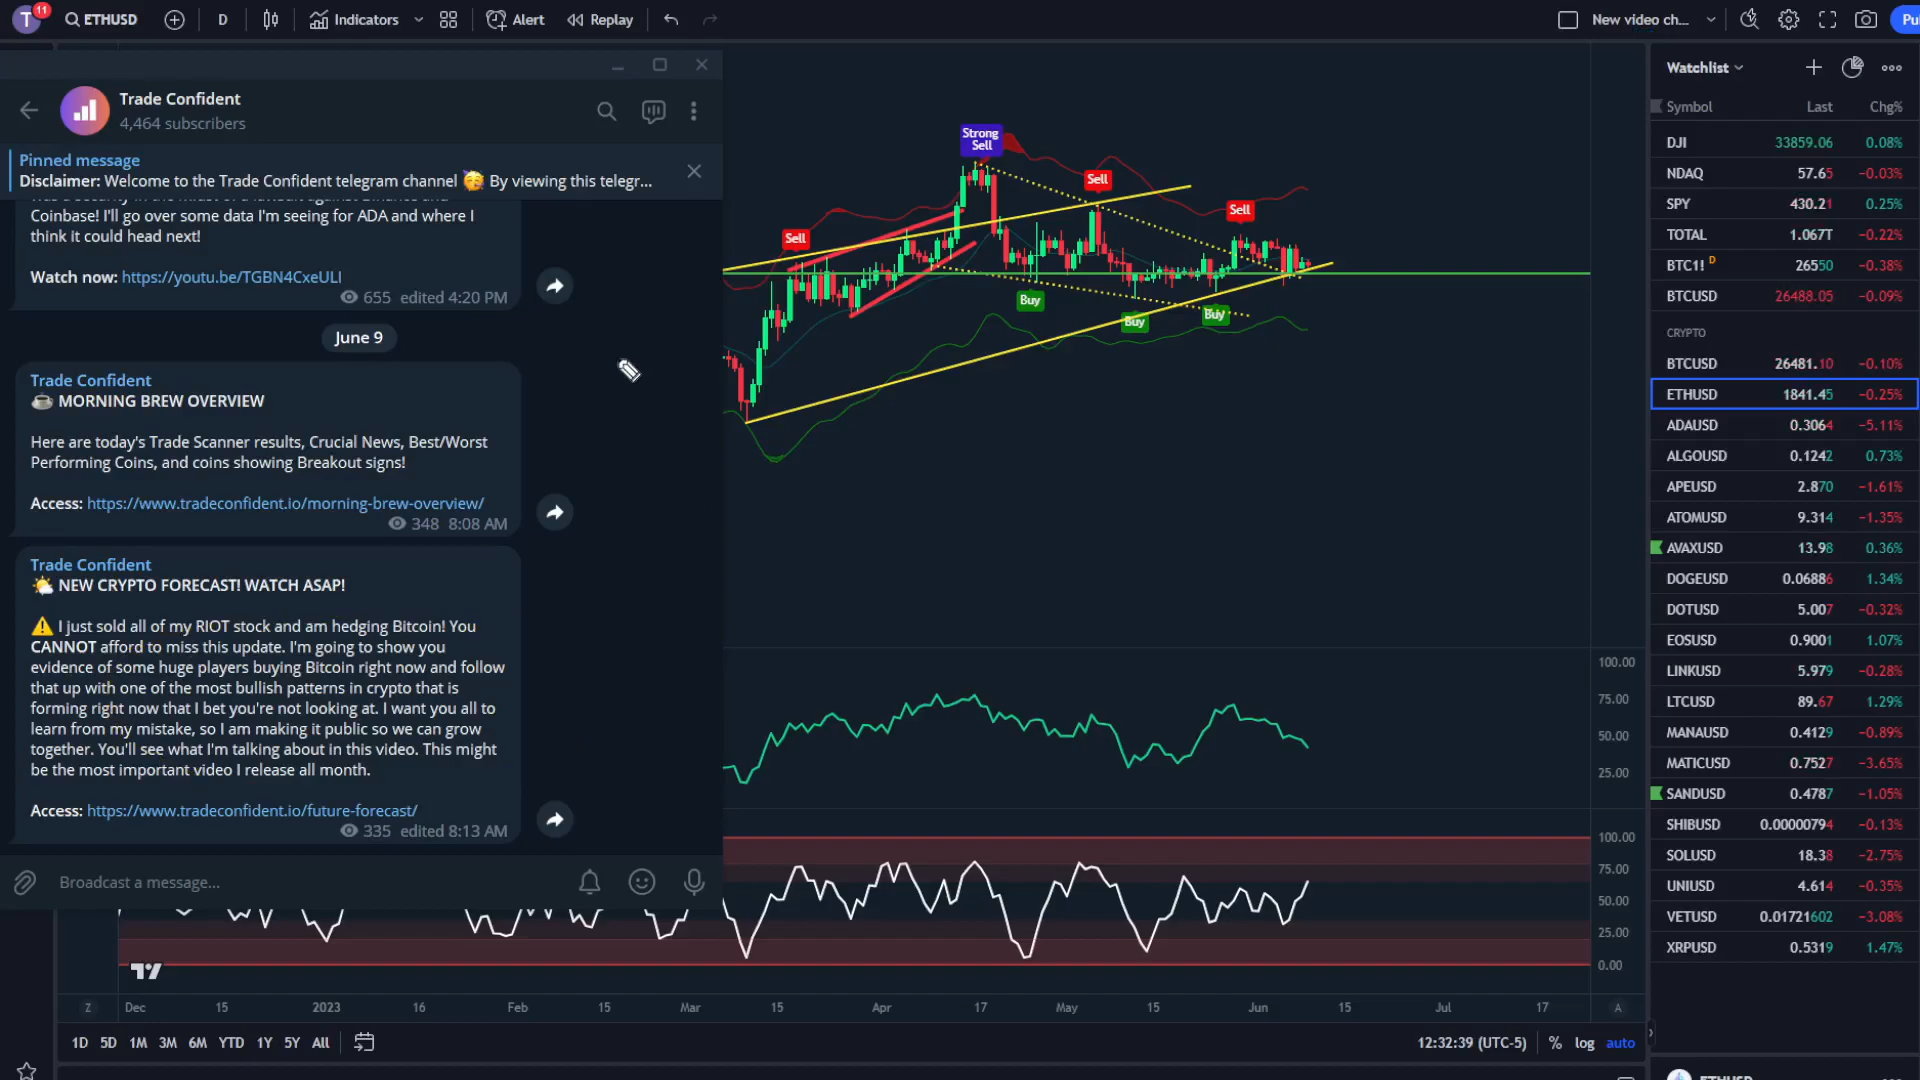 T
11
ETHUSD
D
Indicators
Alert
Replay
New video ch...
Pu
Trade Confident
4,464 subscribers
Pinned message
Disclaimer: Welcome to the Trade Confident telegram channel 🥳 By viewing this telegr...
Coinbase! I'll go over some data I'm seeing for ADA and where I
think it could head next!
Watch now: https://youtu.be/TGBN4CxeULI
655 edited 4:20 PM
June 9
Trade Confident
☕ MORNING BREW OVERVIEW
Here are today's Trade Scanner results, Crucial News, Best/Worst
Performing Coins, and coins showing Breakout signs!
Access: https://www.tradeconfident.io/morning-brew-overview/
348 8:08 AM
Trade Confident
🌤 NEW CRYPTO FORECAST! WATCH ASAP!
⚠️ I just sold all of my RIOT stock and am hedging Bitcoin! You
CANNOT afford to miss this update. I'm going to show you
evidence of some huge players buying Bitcoin right now and follow
that up with one of the most bullish patterns in crypto that is
forming right now that I bet you're not looking at. I want you all to
learn from my mistake, so I am making it public so we can grow
together. You'll see what I'm talking about in this video. This might
be the most important video I release all month.
Access: https://www.tradeconfident.io/future-forecast/
335 edited 8:13 AM
Broadcast a message...
Strong
Sell
Sell
Sell
Sell
Buy
Buy
Buy
100.00
75.00
50.00
25.00
100.00
75.00
50.00
25.00
0.00
Z Dec 15 2023 16 Feb 15 Mar 15 Apr 17 May 15 Jun 15 Jul 17 A
1D 5D 1M 3M 6M YTD 1Y 5Y All
12:32:39 (UTC-5) % log auto
Watchlist
Symbol Last Chg%
DJI 33859.06 0.08%
NDAQ 57.65 −0.03%
SPY 430.21 0.25%
TOTAL 1.067T −0.22%
BTC1! D 26550 −0.38%
BTCUSD 26488.05 −0.09%
CRYPTO
BTCUSD 26481.10 −0.10%
ETHUSD 1841.45 −0.25%
ADAUSD 0.3064 −5.11%
ALGOUSD 0.1242 0.73%
APEUSD 2.870 −1.61%
ATOMUSD 9.314 −1.35%
AVAXUSD 13.98 0.36%
DOGEUSD 0.06886 1.34%
DOTUSD 5.007 −0.32%
EOSUSD 0.9001 1.07%
LINKUSD 5.979 −0.28%
LTCUSD 89.67 1.29%
MANAUSD 0.4129 −0.89%
MATICUSD 0.7527 −3.65%
SANDUSD 0.4787 −1.05%
SHIBUSD 0.00000794 −0.13%
SOLUSD 18.38 −2.75%
UNIUSD 4.614 −0.35%
VETUSD 0.01721602 −3.08%
XRPUSD 0.5319 1.47%
ETHUSD